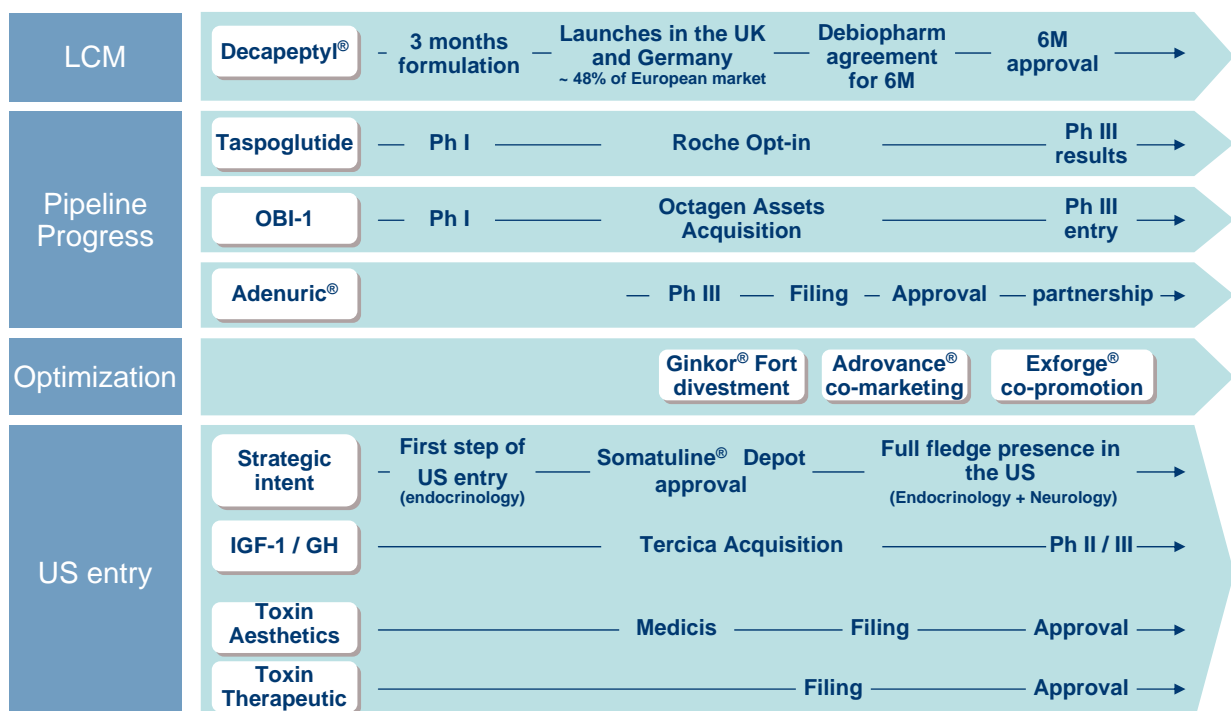 LCM
Decapeptyl®
3 months
formulation
Launches in the UK
and Germany
~ 48% of European market
Debiopharm
agreement
for 6M
6M
approval
Pipeline
Progress
Taspoglutide
Ph I
Roche Opt-in
Ph III
results
OBI-1
Ph I
Octagen Assets
Acquisition
Ph III
entry
Adenuric®
Ph III
Filing
Approval
partnership
Optimization
Ginkor® Fort
divestment
Adrovance®
co-marketing
Exforge®
co-promotion
US entry
Strategic
intent
First step of
US entry
(endocrinology)
Somatuline® Depot
approval
Full fledge presence in
the US
(Endocrinology + Neurology)
IGF-1 / GH
Tercica Acquisition
Ph II / III
Toxin
Aesthetics
Medicis
Filing
Approval
Toxin
Therapeutic
Filing
Approval